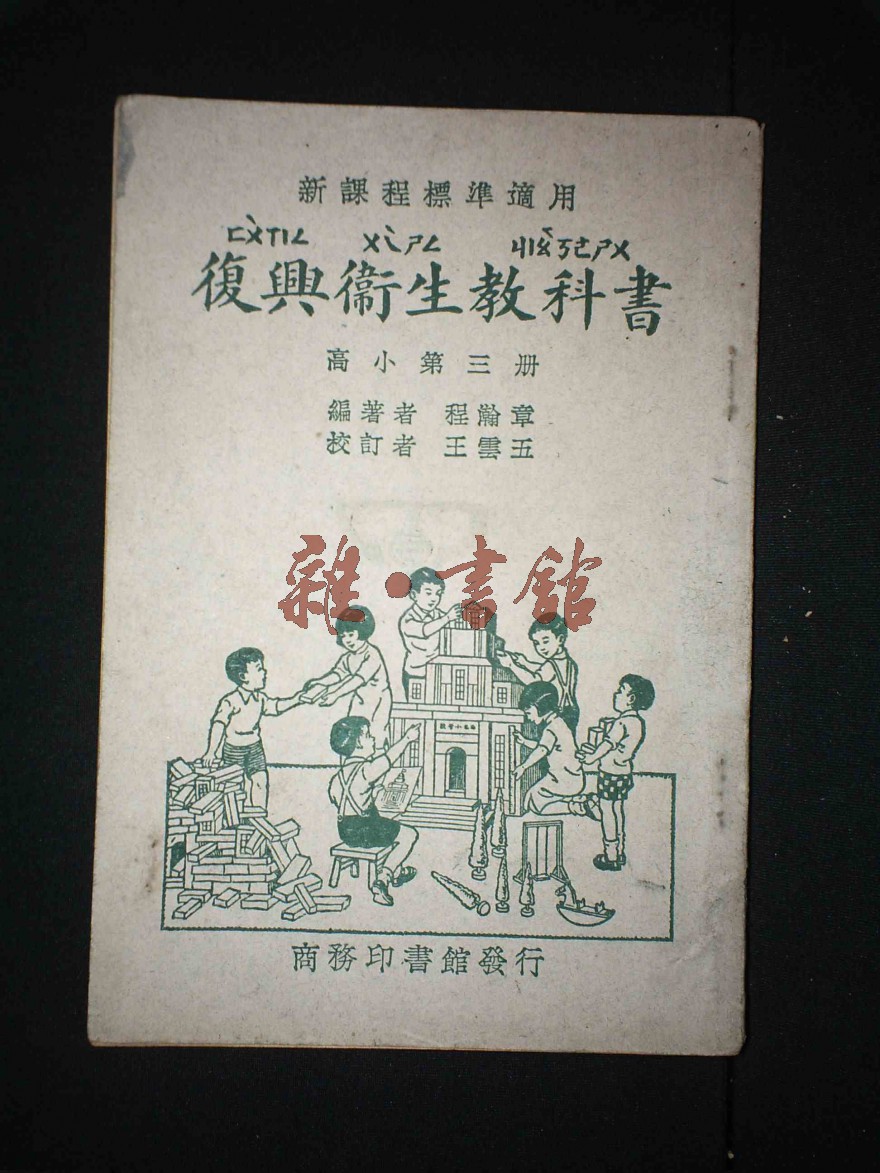 新課程標準適用
ㄈㄨˋㄒㄧㄥ ㄨㄟˋㄕㄥ ㄐㄧㄠˋㄎㄜㄕㄨ
復興衞生教科書
高小第三册
編著者 程瀚章
校訂者 王雲五
雜·書館
商務印書館發行